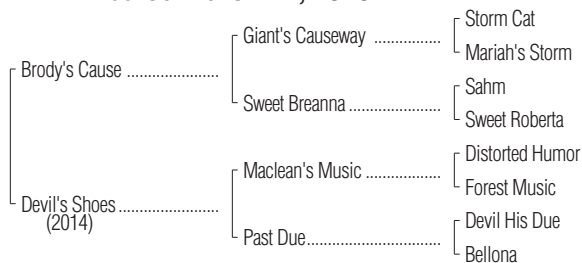 Storm Cat
Giant's Causeway ..................
Mariah's Storm
Brody's Cause .....................
Sahm
Sweet Breanna .....................
Sweet Roberta
Distorted Humor
Maclean's Music ..................
Forest Music
Devil's Shoes .......................
(2014)
Devil His Due
Past Due..............................
Bellona